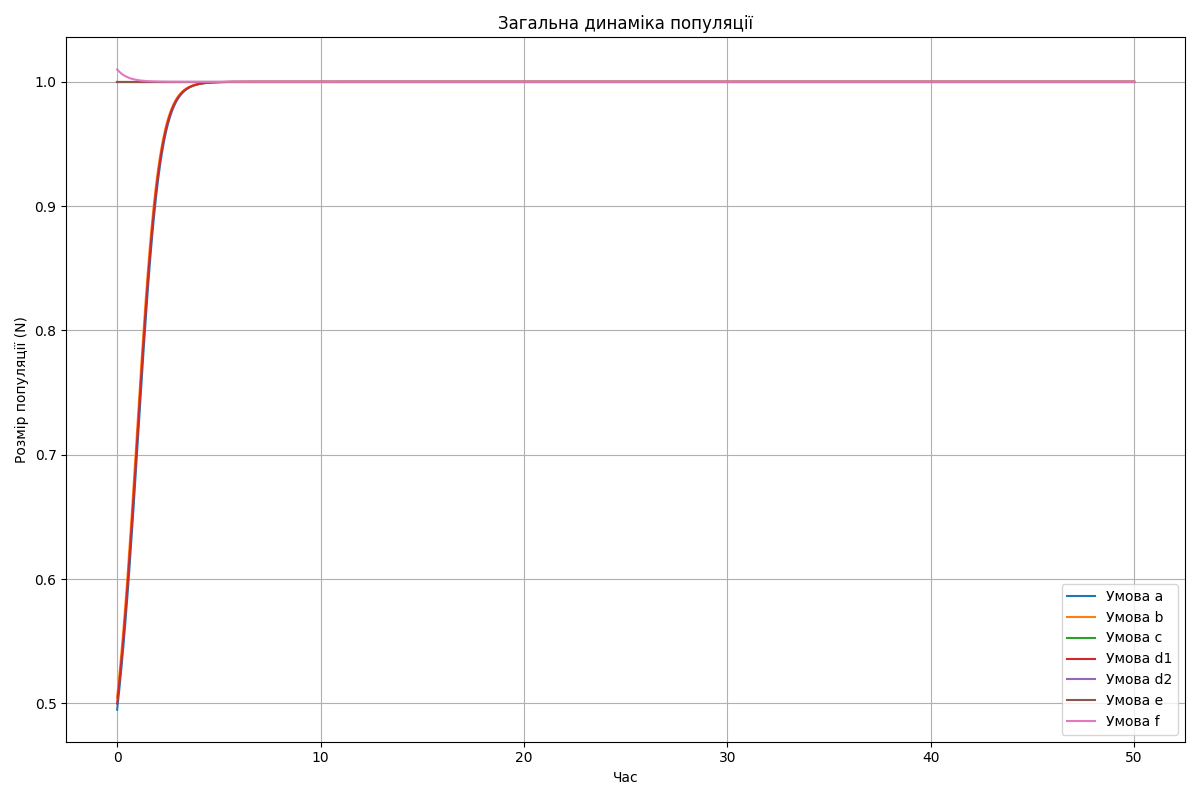 Загальна динаміка популяції
Розмір популяції (N)
1.0
0.9
0.8
0.7
0.6
0.5
0 10 20 30 40 50
Час
Умова a
Умова b
Умова c
Умова d1
Умова d2
Умова e
Умова f